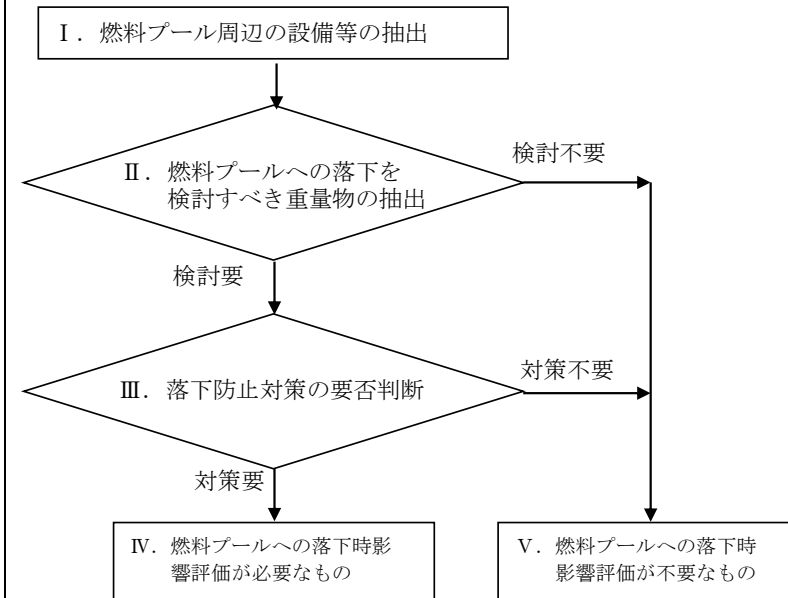 Ⅰ．燃料プール周辺の設備等の抽出
Ⅱ．燃料プールへの落下を
検討すべき重量物の抽出
検討不要
検討要
Ⅲ．落下防止対策の要否判断
対策不要
対策要
Ⅳ．燃料プールへの落下時影
響評価が必要なもの
Ⅴ．燃料プールへの落下時
影響評価が不要なもの